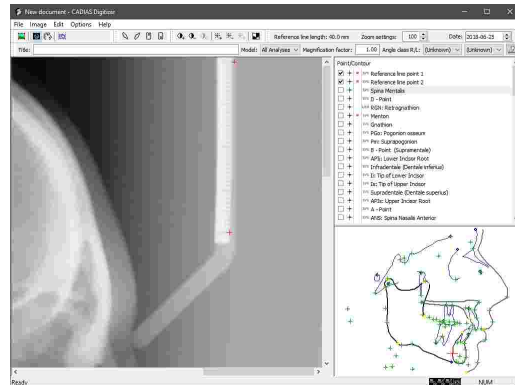 New document - CADIAS Digitizer
File Image Edit Options Help
Reference line length: 40.0 mm Zoom settings: 100 Date: 2018-06-25
Title: Model: All Analyses Magnification factor: 1.00 Angle class R/L: (Unknown) (Unknown)
Point/Contour
Reference line point 1
Reference line point 2
Spina Mentalis
D - Point
RGN: Retrognathion
Menton
Gnathion
PGo: Pogonion osseum
Pm: Suprapogonion
B - Point (Supramentale)
API: Lower Incisor Root
Infradentale (Dentale inferius)
Ii: Tip of Lower Incisor
Is: Tip of Upper Incisor
Supradentale (Dentale superius)
APIs: Upper Incisor Root
A - Point
ANS: Spina Nasalis Anterior
Ready
NUM